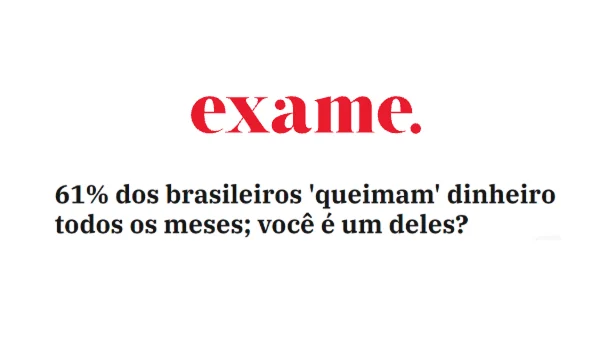 exame.
61% dos brasileiros 'queimam' dinheiro
todos os meses; você é um deles?